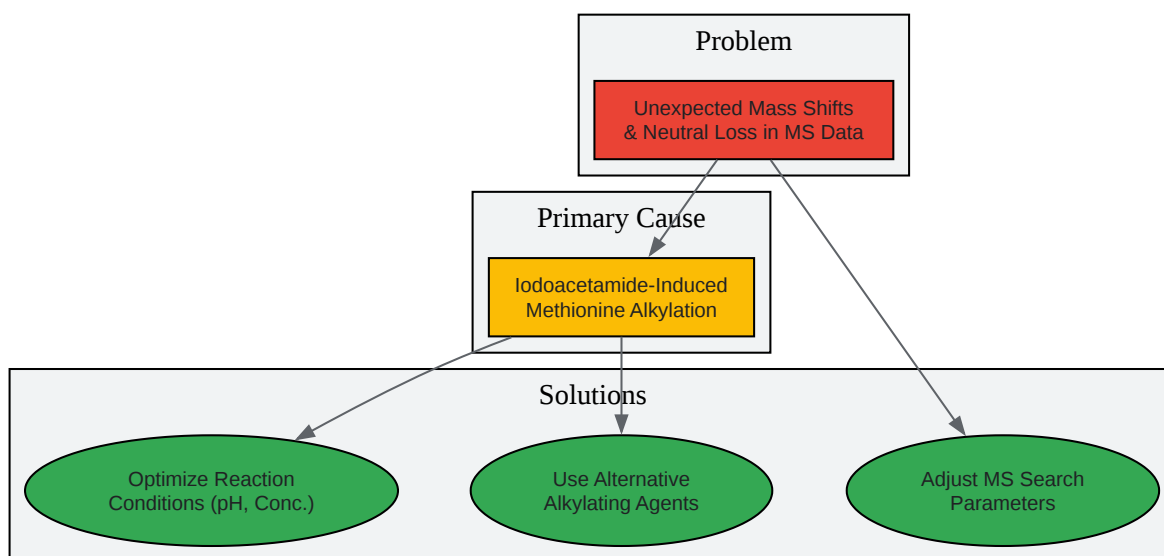 Problem
Unexpected Mass Shifts
& Neutral Loss in MS Data
Primary Cause
Iodoacetamide-Induced
Methionine Alkylation
Solutions
Optimize Reaction
Conditions (pH, Conc.)
Use Alternative
Alkylating Agents
Adjust MS Search
Parameters